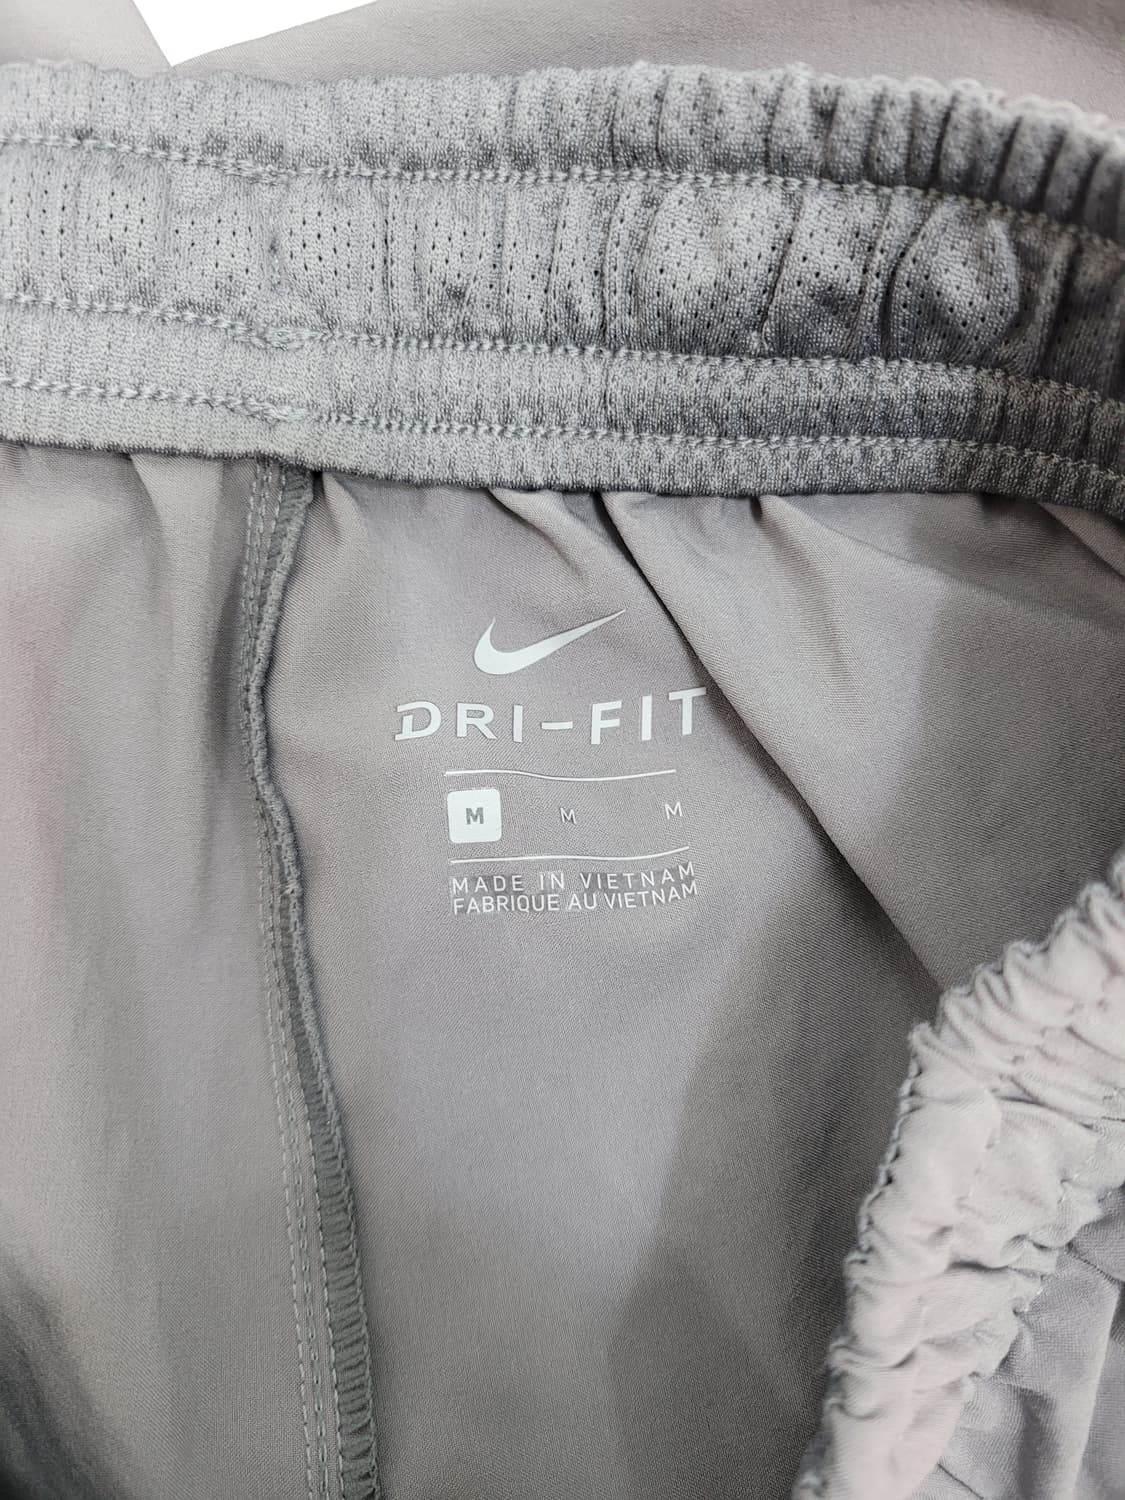 DRI-FIT
M M M
MADE IN VIETNAM
FABRIQUE AU VIETNAM